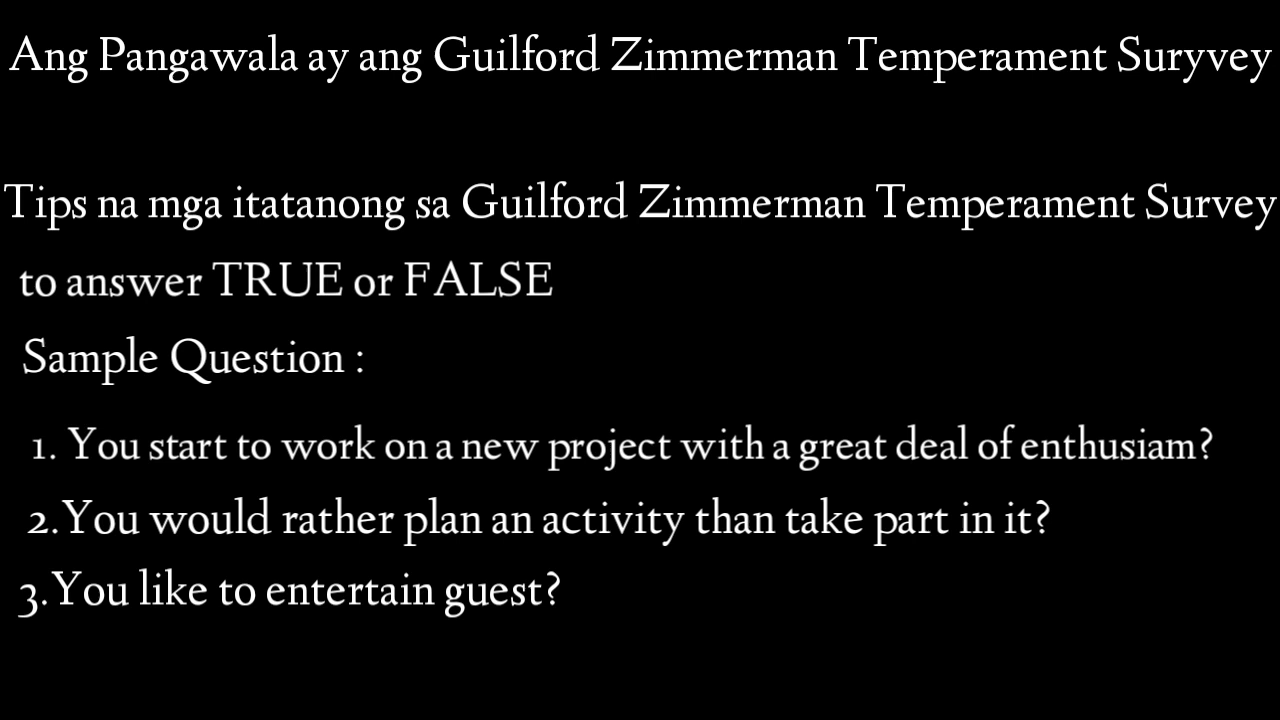 Ang Pangawala ay ang Guilford Zimmerman Temperament Suryvey
Tips na mga itatanong sa Guilford Zimmerman Temperament Survey
to answer TRUE or FALSE
Sample Question :
1. You start to work on a new project with a great deal of enthusiam?
2.You would rather plan an activity than take part in it?
3.You like to entertain guest?